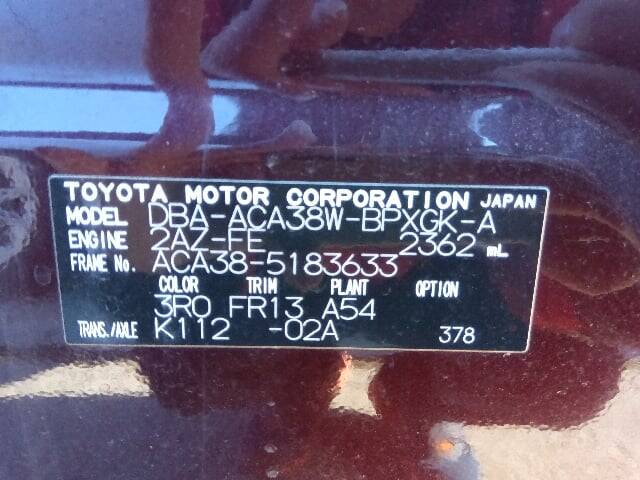 TOYOTA MOTOR CORPORATION JAPAN
MODEL DBA-ACA38W-BPXGK-A
ENGINE 2AZ-FE 2362 mL
FRAME No. ACA38-5183633
COLOR TRIM PLANT OPTION
3R0 FR13 A54
TRANS./AXLE K112 -02A 378